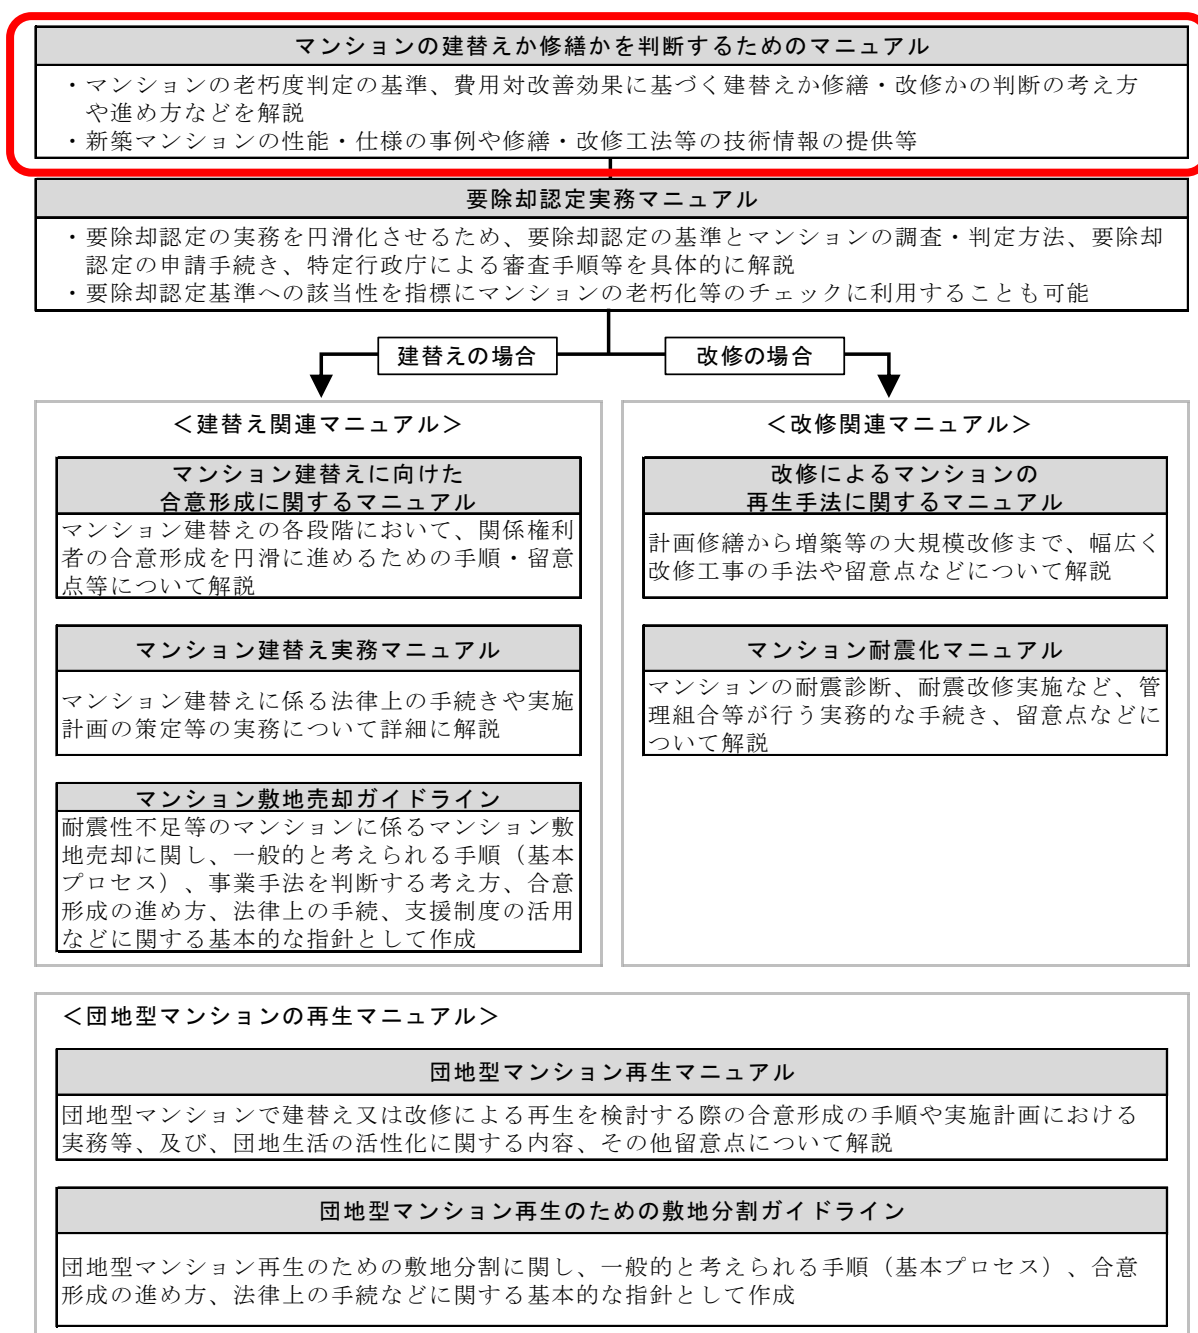 マンションの建替えか修繕かを判断するためのマニュアル
・マンションの老朽度判定の基準、費用対改善効果に基づく建替えか修繕・改修かの判断の考え方
や進め方などを解説
・新築マンションの性能・仕様の事例や修繕・改修工法等の技術情報の提供等
要除却認定実務マニュアル
・要除却認定の実務を円滑化させるため、要除却認定の基準とマンションの調査・判定方法、要除却
認定の申請手続き、特定行政庁による審査手順等を具体的に解説
・要除却認定基準への該当性を指標にマンションの老朽化等のチェックに利用することも可能
建替えの場合
改修の場合
＜建替え関連マニュアル＞
マンション建替えに向けた
合意形成に関するマニュアル
マンション建替えの各段階において、関係権利
者の合意形成を円滑に進めるための手順・留意
点等について解説
マンション建替え実務マニュアル
マンション建替えに係る法律上の手続きや実施
計画の策定等の実務について詳細に解説
マンション敷地売却ガイドライン
耐震性不足等のマンションに係るマンション敷
地売却に関し、一般的と考えられる手順（基本
プロセス）、事業手法を判断する考え方、合意
形成の進め方、法律上の手続、支援制度の活用
などに関する基本的な指針として作成
＜改修関連マニュアル＞
改修によるマンションの
再生手法に関するマニュアル
計画修繕から増築等の大規模改修まで、幅広く
改修工事の手法や留意点などについて解説
マンション耐震化マニュアル
マンションの耐震診断、耐震改修実施など、管
理組合等が行う実務的な手続き、留意点などに
ついて解説
＜団地型マンションの再生マニュアル＞
団地型マンション再生マニュアル
団地型マンションで建替え又は改修による再生を検討する際の合意形成の手順や実施計画における
実務等、及び、団地生活の活性化に関する内容、その他留意点について解説
団地型マンション再生のための敷地分割ガイドライン
団地型マンション再生のための敷地分割に関し、一般的と考えられる手順（基本プロセス）、合意
形成の進め方、法律上の手続などに関する基本的な指針として作成